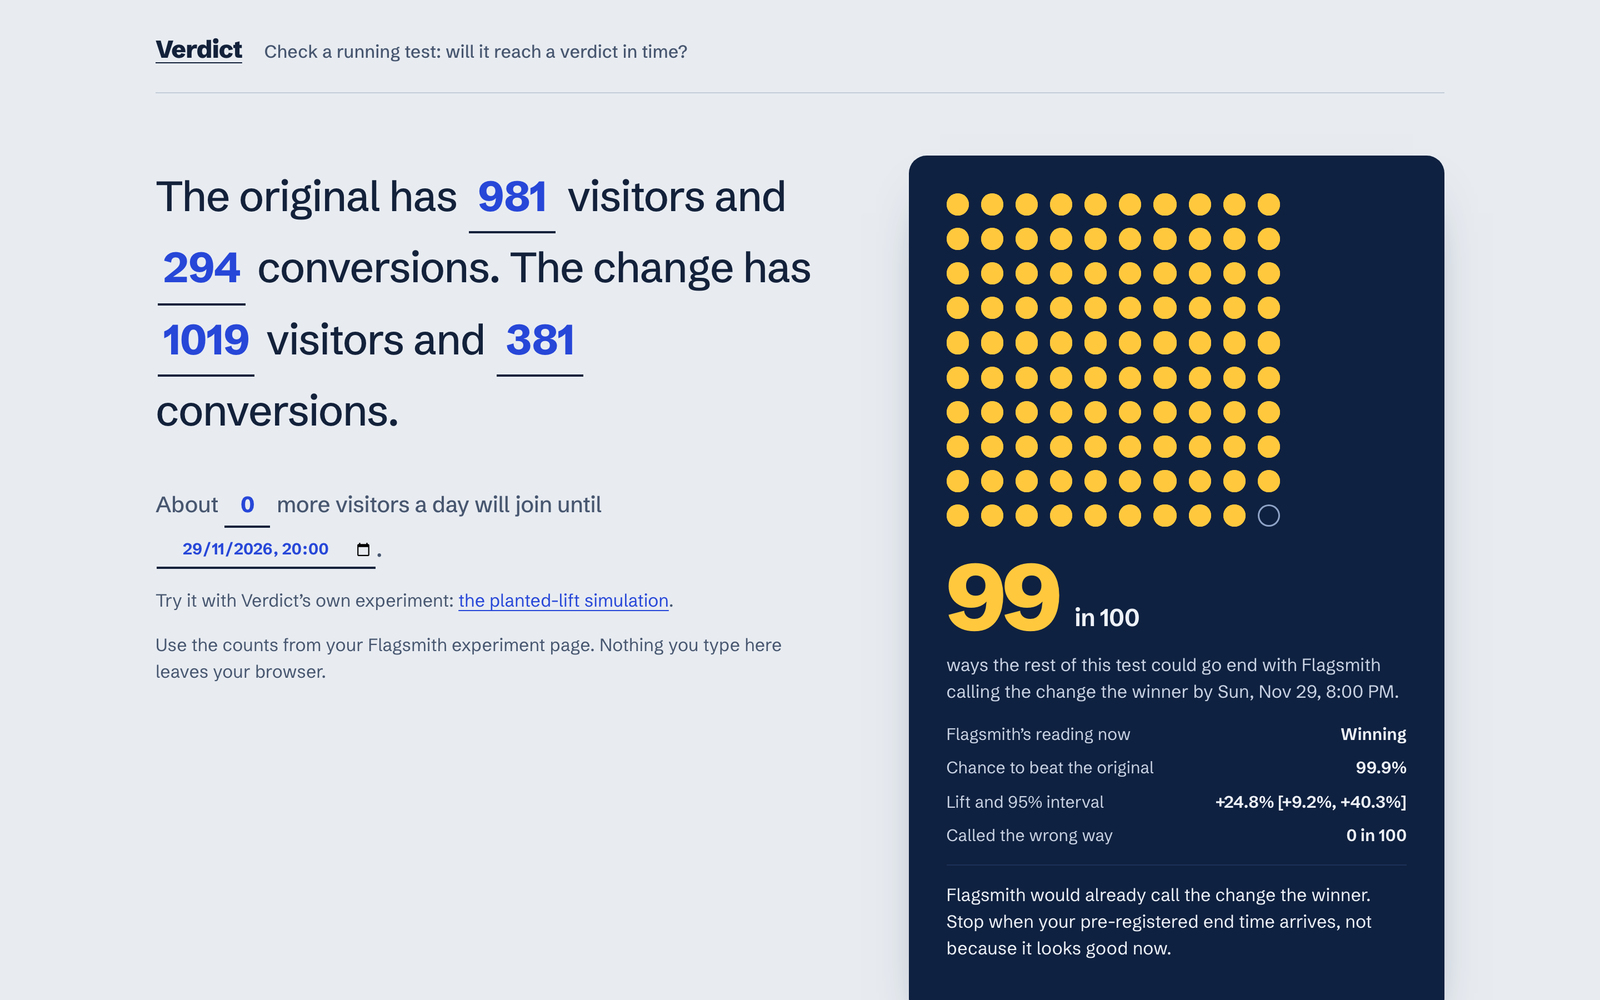 Verdict Check a running test: will it reach a verdict in time?
The original has 981 visitors and
294 conversions. The change has
1019 visitors and 381
conversions.
About 0 more visitors a day will join until
29/11/2026, 20:00 .
Try it with Verdict’s own experiment: the planted-lift simulation.
Use the counts from your Flagsmith experiment page. Nothing you type here
leaves your browser.
99 in 100
ways the rest of this test could go end with Flagsmith
calling the change the winner by Sun, Nov 29, 8:00 PM.
Flagsmith’s reading now Winning
Chance to beat the original 99.9%
Lift and 95% interval +24.8% [+9.2%, +40.3%]
Called the wrong way 0 in 100
Flagsmith would already call the change the winner.
Stop when your pre-registered end time arrives, not
because it looks good now.